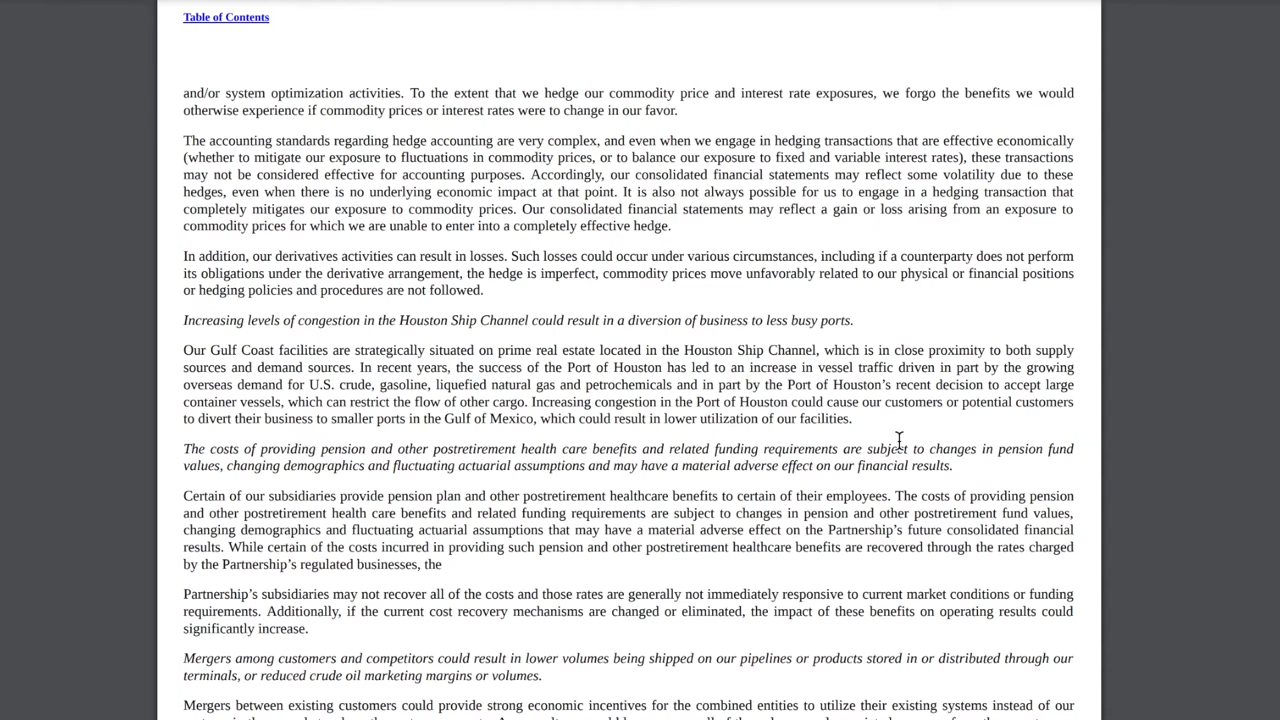 Table of Contents
and/or system optimization activities. To the extent that we hedge our commodity price and interest rate exposures, we forgo the benefits we would
otherwise experience if commodity prices or interest rates were to change in our favor.
The accounting standards regarding hedge accounting are very complex, and even when we engage in hedging transactions that are effective economically
(whether to mitigate our exposure to fluctuations in commodity prices, or to balance our exposure to fixed and variable interest rates), these transactions
may not be considered effective for accounting purposes. Accordingly, our consolidated financial statements may reflect some volatility due to these
hedges, even when there is no underlying economic impact at that point. It is also not always possible for us to engage in a hedging transaction that
completely mitigates our exposure to commodity prices. Our consolidated financial statements may reflect a gain or loss arising from an exposure to
commodity prices for which we are unable to enter into a completely effective hedge.
In addition, our derivatives activities can result in losses. Such losses could occur under various circumstances, including if a counterparty does not perform
its obligations under the derivative arrangement, the hedge is imperfect, commodity prices move unfavorably related to our physical or financial positions
or hedging policies and procedures are not followed.
Increasing levels of congestion in the Houston Ship Channel could result in a diversion of business to less busy ports.
Our Gulf Coast facilities are strategically situated on prime real estate located in the Houston Ship Channel, which is in close proximity to both supply
sources and demand sources. In recent years, the success of the Port of Houston has led to an increase in vessel traffic driven in part by the growing
overseas demand for U.S. crude, gasoline, liquefied natural gas and petrochemicals and in part by the Port of Houston’s recent decision to accept large
container vessels, which can restrict the flow of other cargo. Increasing congestion in the Port of Houston could cause our customers or potential customers
to divert their business to smaller ports in the Gulf of Mexico, which could result in lower utilization of our facilities.
The costs of providing pension and other postretirement health care benefits and related funding requirements are subject to changes in pension fund
values, changing demographics and fluctuating actuarial assumptions and may have a material adverse effect on our financial results.
Certain of our subsidiaries provide pension plan and other postretirement healthcare benefits to certain of their employees. The costs of providing pension
and other postretirement health care benefits and related funding requirements are subject to changes in pension and other postretirement fund values,
changing demographics and fluctuating actuarial assumptions that may have a material adverse effect on the Partnership’s future consolidated financial
results. While certain of the costs incurred in providing such pension and other postretirement healthcare benefits are recovered through the rates charged
by the Partnership’s regulated businesses, the
Partnership’s subsidiaries may not recover all of the costs and those rates are generally not immediately responsive to current market conditions or funding
requirements. Additionally, if the current cost recovery mechanisms are changed or eliminated, the impact of these benefits on operating results could
significantly increase.
Mergers among customers and competitors could result in lower volumes being shipped on our pipelines or products stored in or distributed through our
terminals, or reduced crude oil marketing margins or volumes.
Mergers between existing customers could provide strong economic incentives for the combined entities to utilize their existing systems instead of our